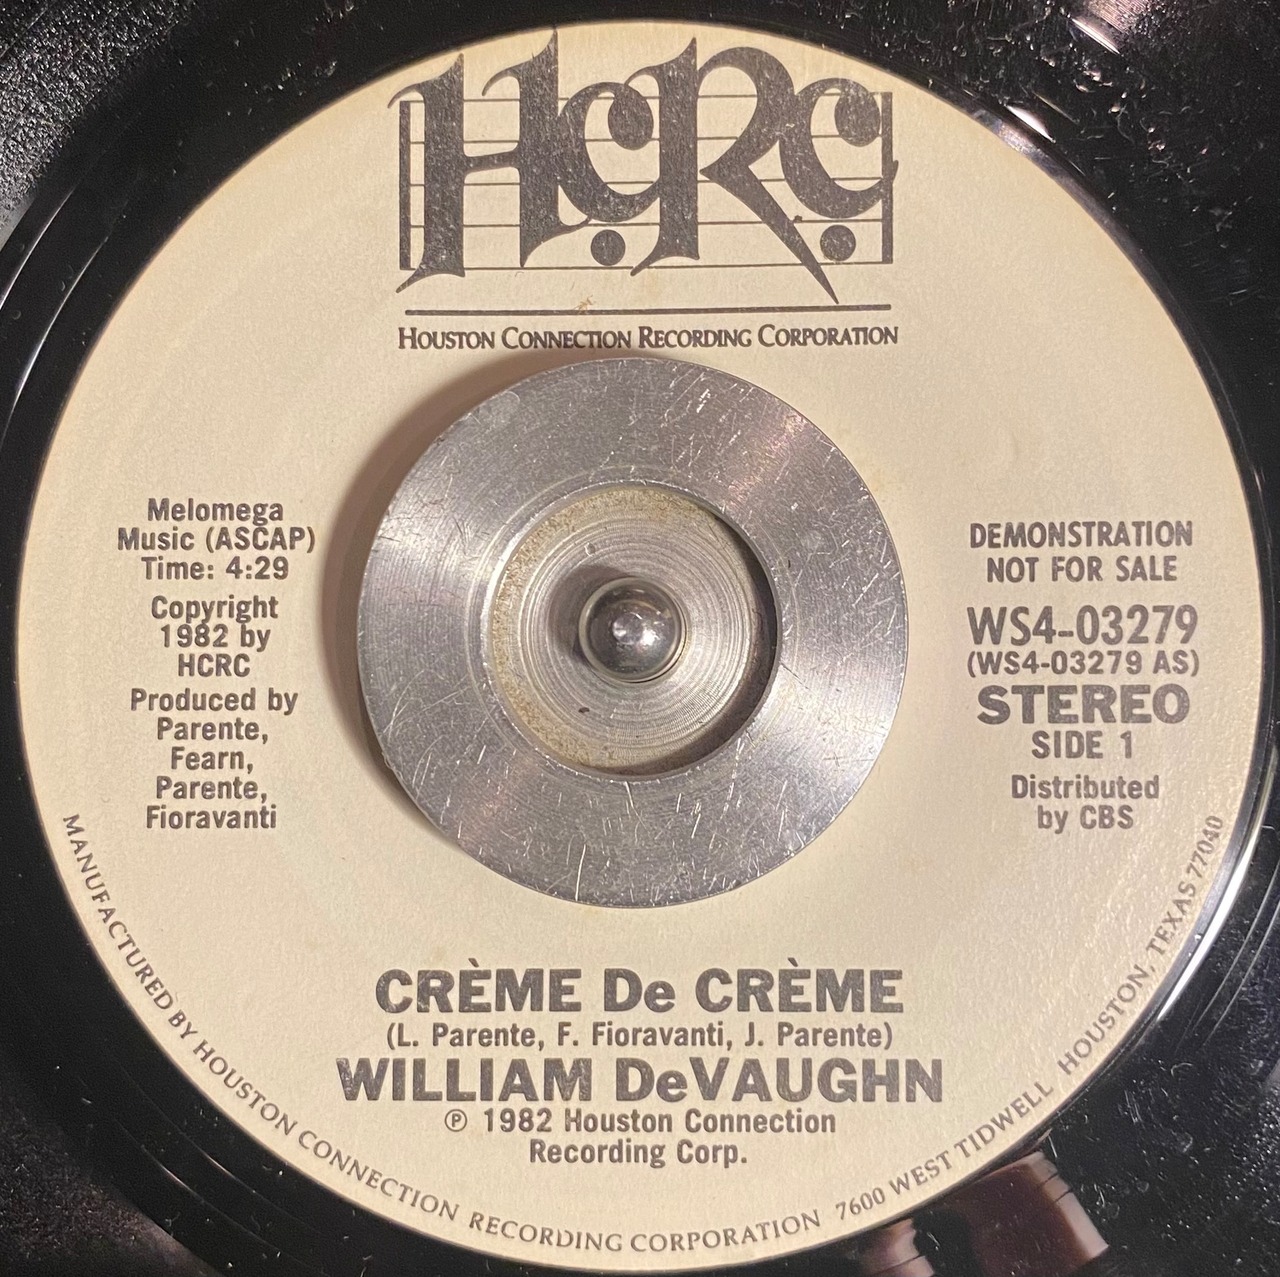 HcRc
HOUSTON CONNECTION RECORDING CORPORATION
Melomega
Music (ASCAP)
Time: 4:29
Copyright
1982 by
HCRC
Produced by
Parente,
Fearn,
Parente,
Fioravanti
DEMONSTRATION
NOT FOR SALE
WS4-03279
(WS4-03279 AS)
STEREO
SIDE 1
Distributed
by CBS
CRÈME De CRÈME
(L. Parente, F. Fioravanti, J. Parente)
WILLIAM DeVAUGHN
℗ 1982 Houston Connection
Recording Corp.
MANUFACTURED BY HOUSTON CONNECTION RECORDING CORPORATION 7600 WEST TIDWELL HOUSTON, TEXAS 77040